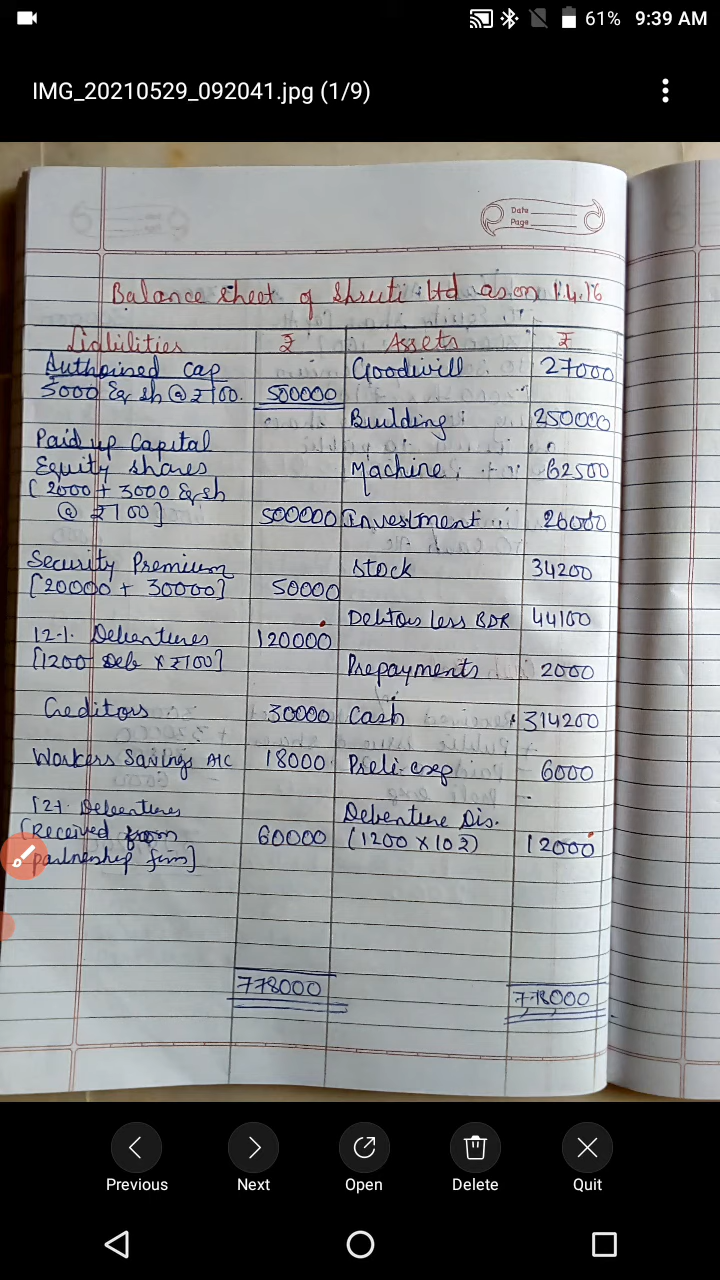 61% 9:39 AM
IMG_20210529_092041.jpg (1/9)
Date
Page
Balance sheet of Shruti Ltd as on 1.4.16
Liabilities ₹ Assets ₹
Authorised cap Goodwill 27000
5000 Eq sh @ ₹100. 500000
Building 250000
Paid up Capital
Equity shares Machine 62500
[2000 + 3000 Eq sh
@ ₹100] 500000 Investment 26000
Security Premium Stock 34200
[20000 + 30000] 50000
Debtors less BDR 44100
12.1. Debentures 120000
[1200 Deb x ₹100] Prepayments 2000
Creditors 30000 Cash 314200
Workers Savings A/C 18000 Preli. exp 6000
12.1. Debentures Debenture Dis.
[Received from 60000 (1200 x 10 ₹) 12000
partnership firm]
778000 778000
Previous Next Open Delete Quit